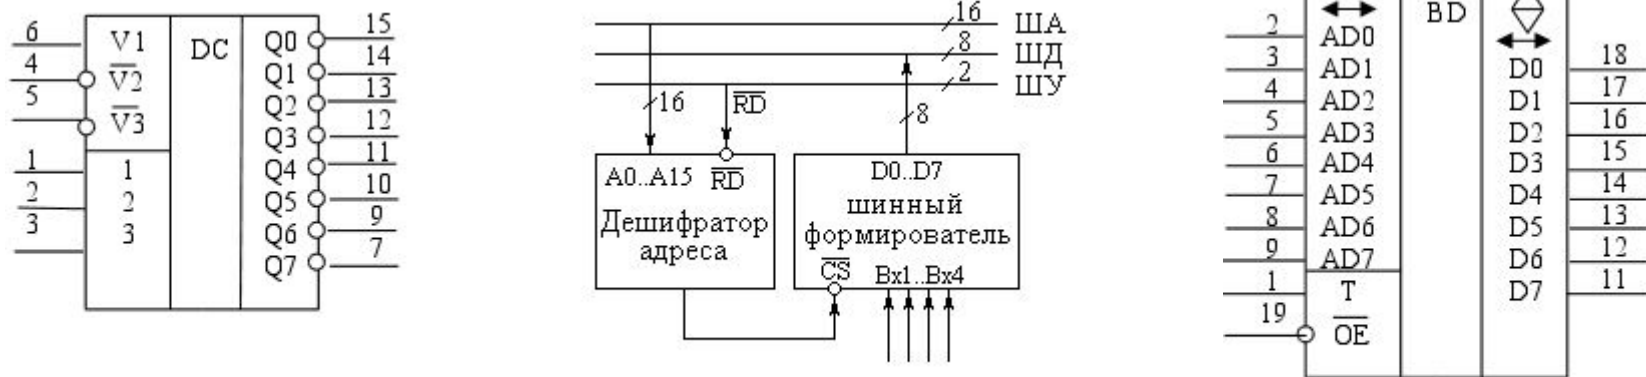 6
4
5
1
2
3
V1
V2
V3
1
2
3
DC
Q0
Q1
Q2
Q3
Q4
Q5
Q6
Q7
15
14
13
12
11
10
9
7
16 ША
8 ШД
2 ШУ
16
RD
8
A0..A15 RD
Дешифратор
адреса
D0..D7
шинный
формирователь
CS Вх1..Вх4
2
3
4
5
6
7
8
9
1
19
AD0
AD1
AD2
AD3
AD4
AD5
AD6
AD7
T
OE
BD
D0
D1
D2
D3
D4
D5
D6
D7
18
17
16
15
14
13
12
11